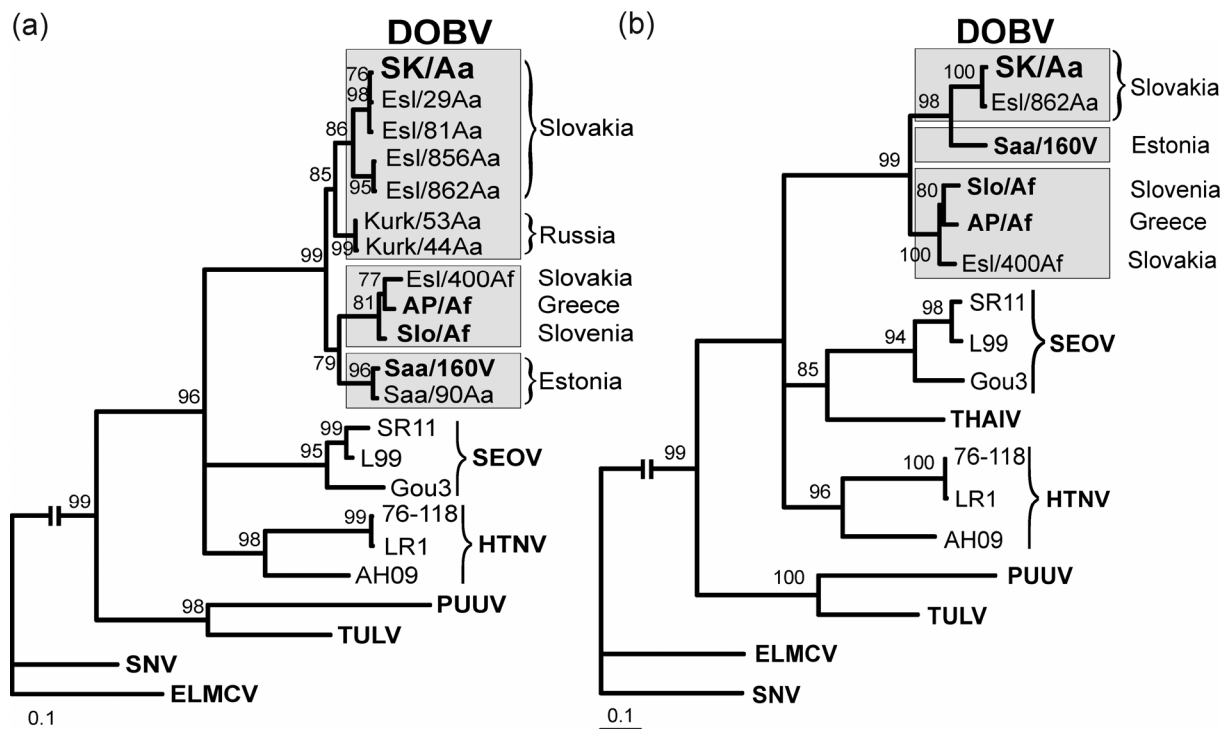 (a)
DOBV
SK/Aa
76
98
Esl/29Aa
Esl/81Aa
Slovakia
86
Esl/856Aa
95
Esl/862Aa
85
Kurk/53Aa
Russia
99
Kurk/44Aa
99
77
Esl/400Af
Slovakia
81
AP/Af
Greece
Slo/Af
Slovenia
79
96
Saa/160V
Estonia
Saa/90Aa
96
99
SR11
95
L99
SEOV
Gou3
99
99
76-118
98
LR1
HTNV
AH09
98
PUUV
TULV
SNV
ELMCV
0.1
(b)
DOBV
100
SK/Aa
Slovakia
98
Esl/862Aa
Saa/160V
Estonia
99
80
Slo/Af
Slovenia
AP/Af
Greece
100
Esl/400Af
Slovakia
98
SR11
94
L99
SEOV
85
Gou3
THAIV
99
100
76-118
96
LR1
HTNV
AH09
100
PUUV
TULV
ELMCV
SNV
0.1